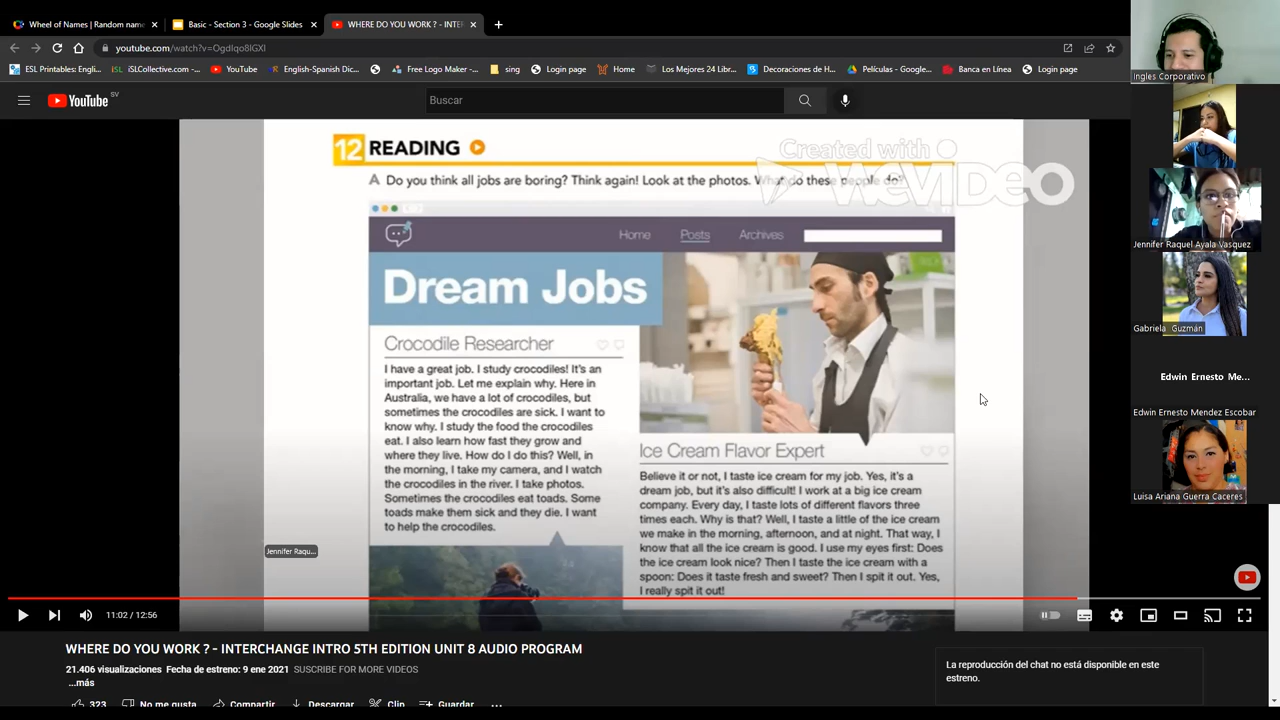 Wheel of Names | Random name
Basic - Section 3 - Google Slides
WHERE DO YOU WORK ? - INTER
youtube.com/watch?v=OgdIqo8lGXI
ESL Printables: Engli...
iSLCollective.com -...
YouTube
English-Spanish Dic...
Free Logo Maker -...
sing
Login page
Home
Los Mejores 24 Libr...
Decoraciones de H...
Películas - Google...
Banca en Línea
Login page
YouTube SV
Buscar
12 READING
Created with
WeVideo
A Do you think all jobs are boring? Think again! Look at the photos. What do these people do?
Home Posts Archives
Dream Jobs
Crocodile Researcher
I have a great job. I study crocodiles! It's an
important job. Let me explain why. Here in
Australia, we have a lot of crocodiles, but
sometimes the crocodiles are sick. I want to
know why. I study the food the crocodiles
eat. I also learn how fast they grow and
where they live. How do I do this? Well, in
the morning, I take my camera, and I watch
the crocodiles in the river. I take photos.
Sometimes the crocodiles eat toads. Some
toads make them sick and they die. I want
to help the crocodiles.
Ice Cream Flavor Expert
Believe it or not, I taste ice cream for my job. Yes, it's a
dream job, but it's also difficult! I work at a big ice cream
company. Every day, I taste lots of different flavors three
times each. Why is that? Well, I taste a little of the ice cream
we make in the morning, afternoon, and at night. That way, I
know that all the ice cream is good. I use my eyes first: Does
the ice cream look nice? Then I taste the ice cream with a
spoon: Does it taste fresh and sweet? Then I spit it out. Yes,
I really spit it out!
Jennifer Raqu...
11:02 / 12:56
WHERE DO YOU WORK ? - INTERCHANGE INTRO 5TH EDITION UNIT 8 AUDIO PROGRAM
21.406 visualizaciones Fecha de estreno: 9 ene 2021 SUSCRIBE FOR MORE VIDEOS
...más
323 No me gusta Compartir Descargar Clip Guardar ...
La reproducción del chat no está disponible en este
estreno.
Ingles Corporativo
Jennifer Raquel Ayala Vasquez
Gabriela Guzmán
Edwin Ernesto Me...
Edwin Ernesto Mendez Escobar
Luisa Ariana Guerra Caceres